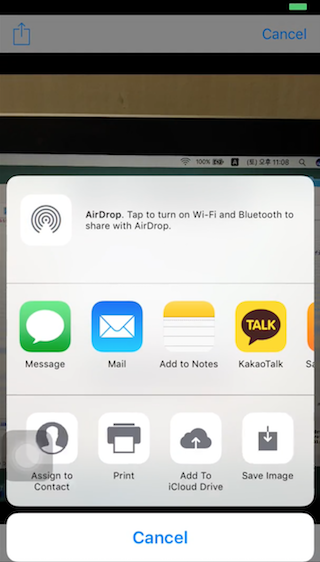 Cancel
100%
A
(토) 오후 11:08
AirDrop. Tap to turn on Wi-Fi and Bluetooth to
share with AirDrop.
TALK
Message
Mail
Add to Notes
KakaoTalk
Assign to
Contact
Print
Add To
iCloud Drive
Save Image
Cancel